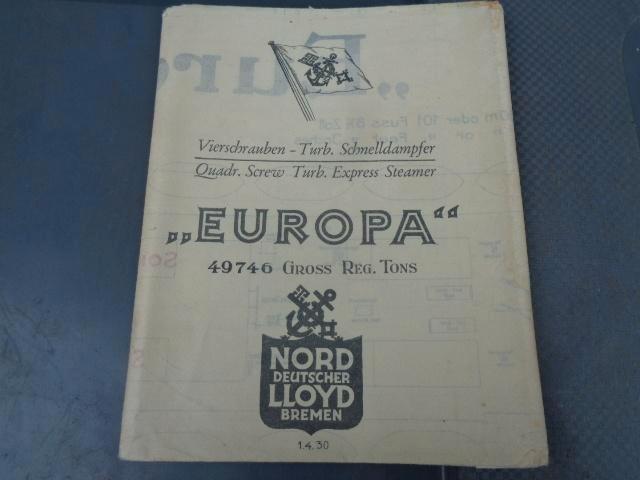 Vierschrauben - Turb. Schnelldampfer
Quadr. Screw Turb. Express Steamer
„EUROPA“
49746 GROSS REG. TONS
NORD
DEUTSCHER
LLOYD
BREMEN
1.4.30